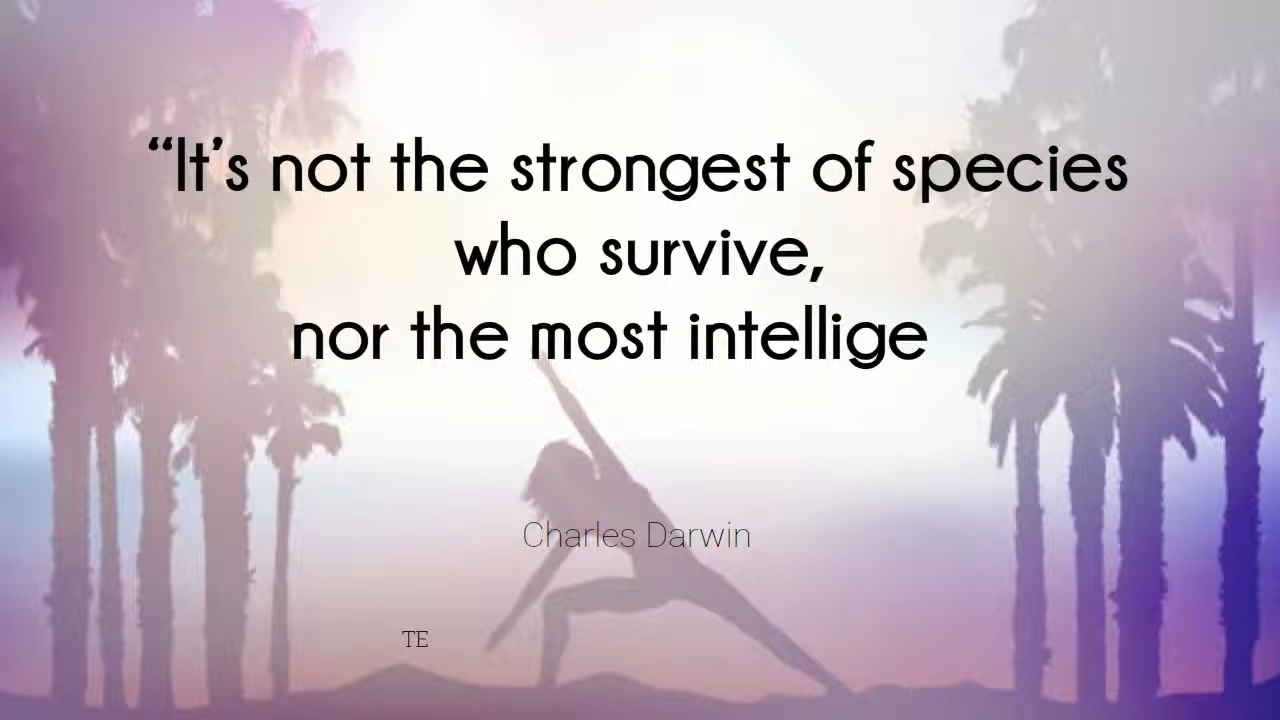 “It’s not the strongest of species
who survive,
nor the most intellige
Charles Darwin
TE